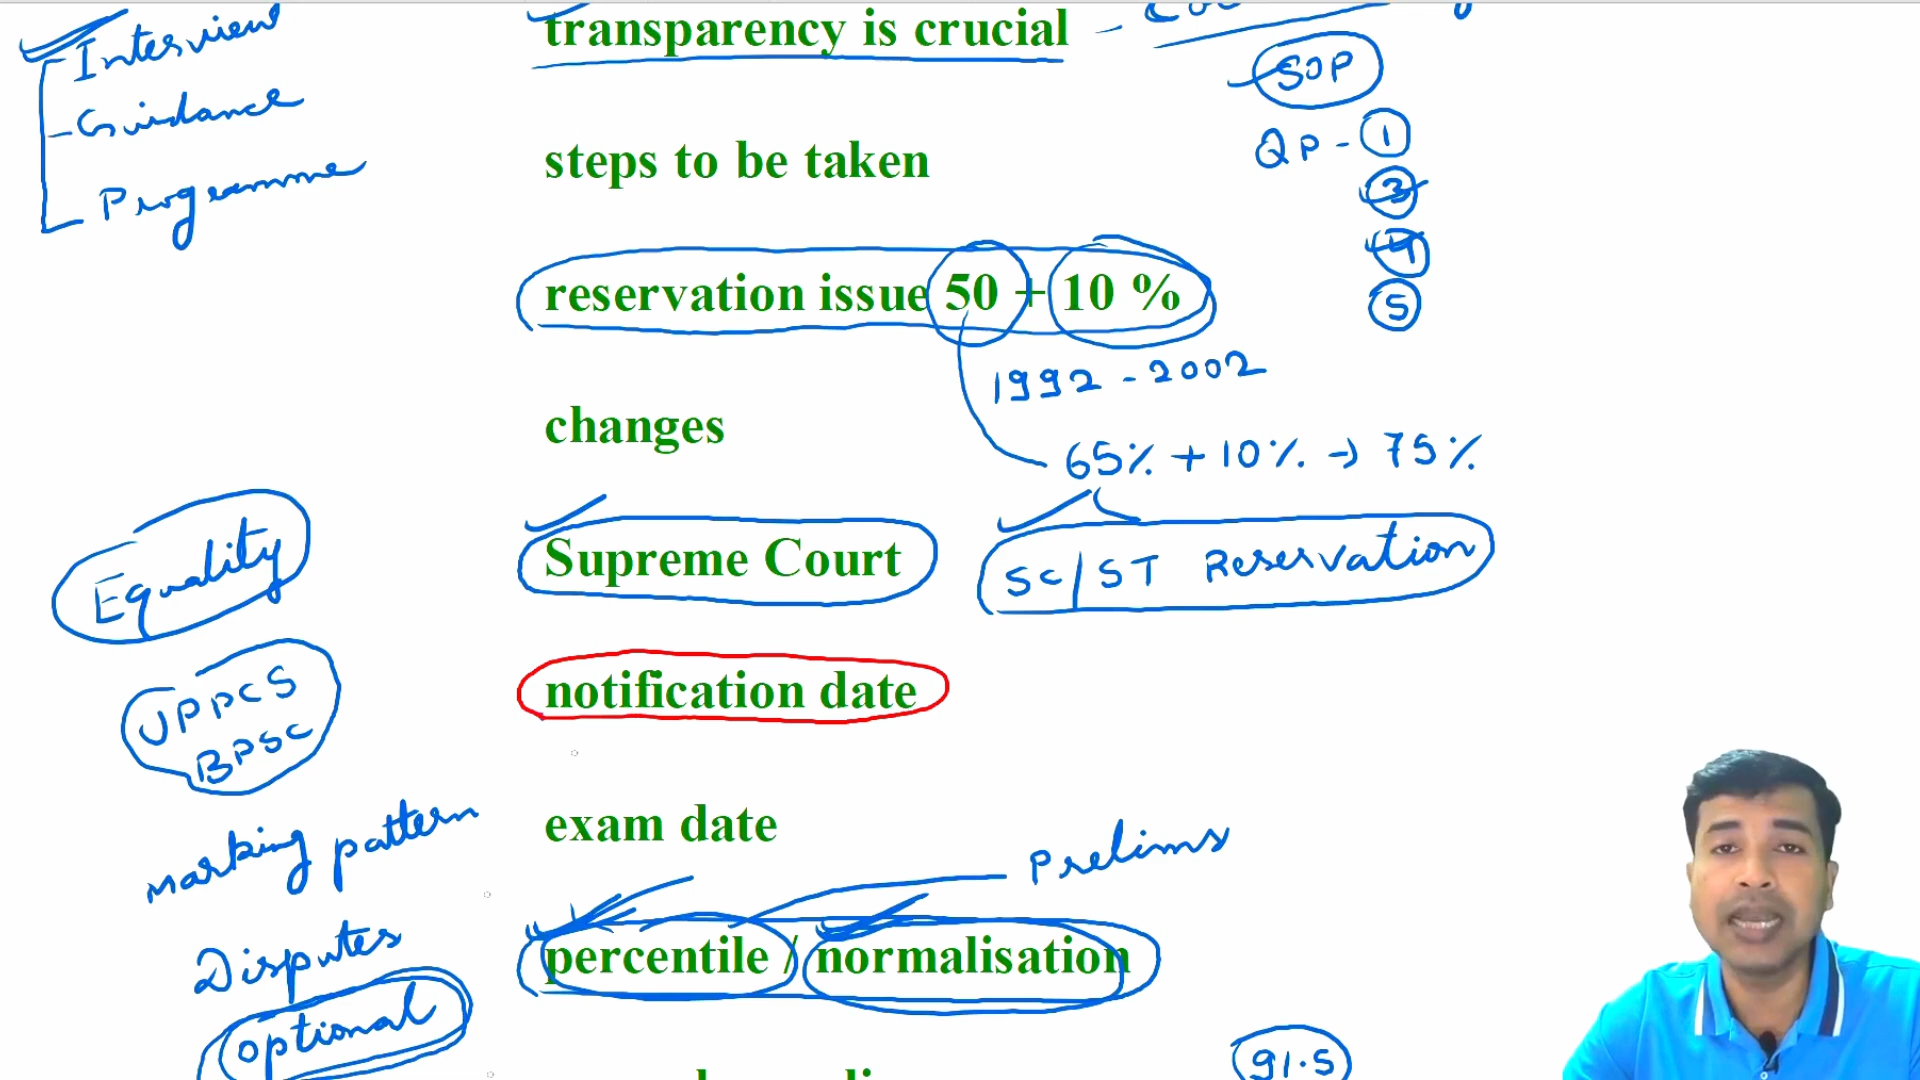 Interview
- Guidance
Programme
transparency is crucial -
SOP
QP - 1
3
4
5
steps to be taken
reservation issue 50 + 10 %
1992 - 2002
changes
65% + 10% → 75%
Equality
Supreme Court
SC/ST Reservation
UPPCS
BPSC
notification date
marking pattern
exam date
Prelims
Disputes
percentile / normalisation
optional
91.5